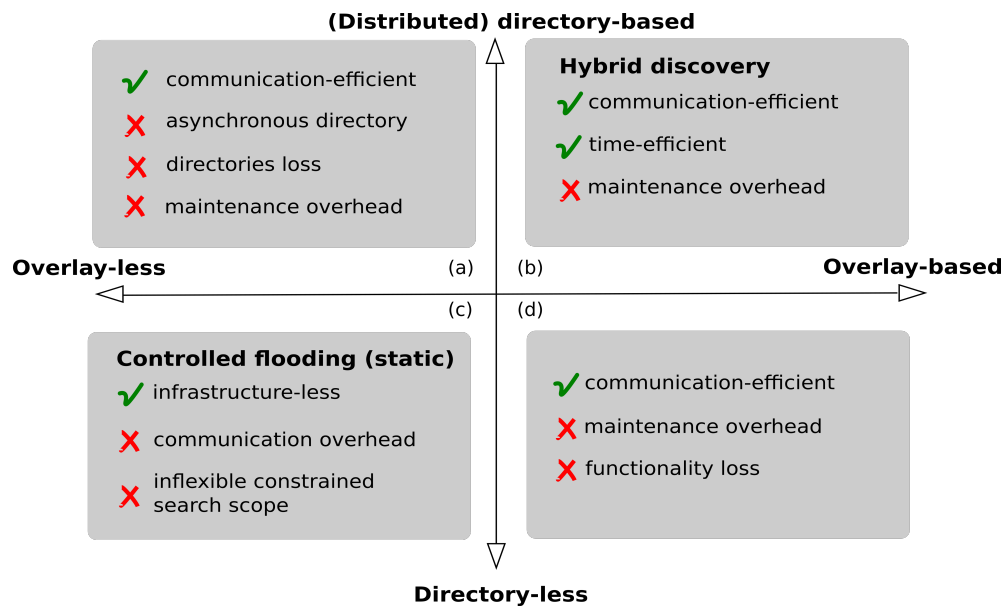 (Distributed) directory-based
communication-efficient
asynchronous directory
directories loss
maintenance overhead
Hybrid discovery
communication-efficient
time-efficient
maintenance overhead
Overlay-less
(a)
(b)
Overlay-based
(c)
(d)
Controlled flooding (static)
infrastructure-less
communication overhead
inflexible constrained
search scope
communication-efficient
maintenance overhead
functionality loss
Directory-less